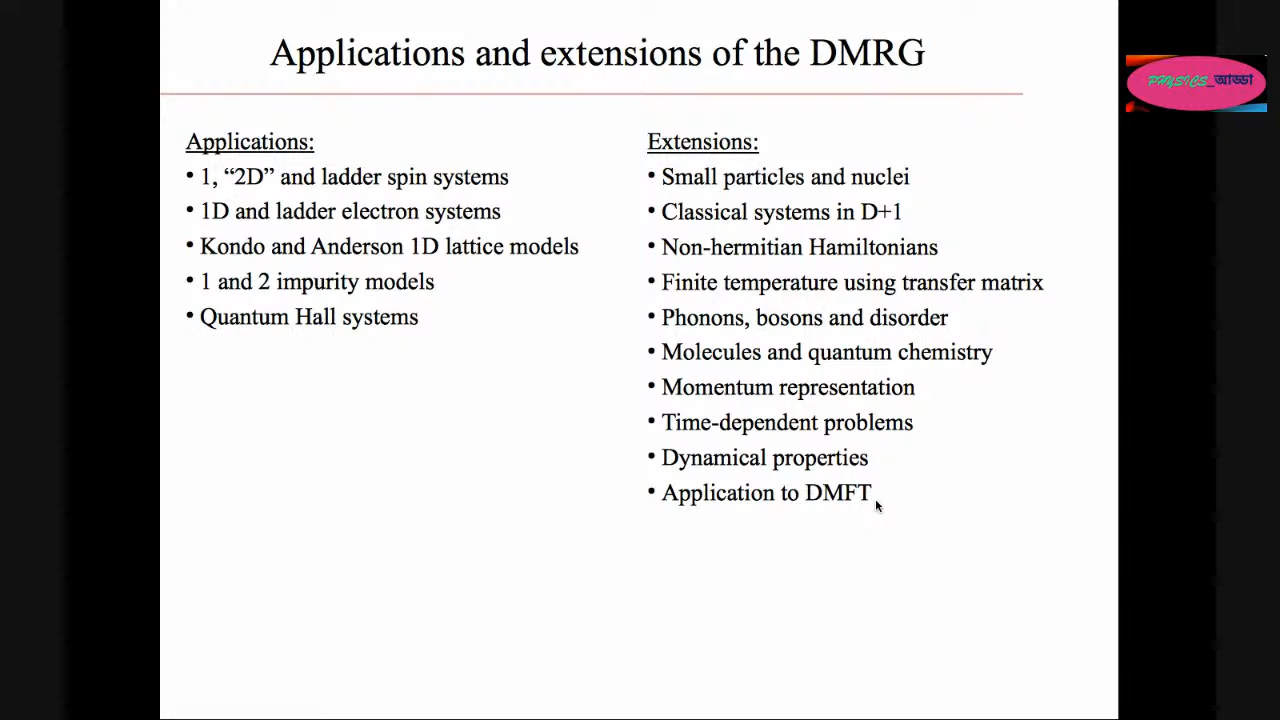 Applications and extensions of the DMRG
PHYSICS_আড্ডা
Applications:
• 1, “2D” and ladder spin systems
• 1D and ladder electron systems
• Kondo and Anderson 1D lattice models
• 1 and 2 impurity models
• Quantum Hall systems
Extensions:
• Small particles and nuclei
• Classical systems in D+1
• Non-hermitian Hamiltonians
• Finite temperature using transfer matrix
• Phonons, bosons and disorder
• Molecules and quantum chemistry
• Momentum representation
• Time-dependent problems
• Dynamical properties
• Application to DMFT